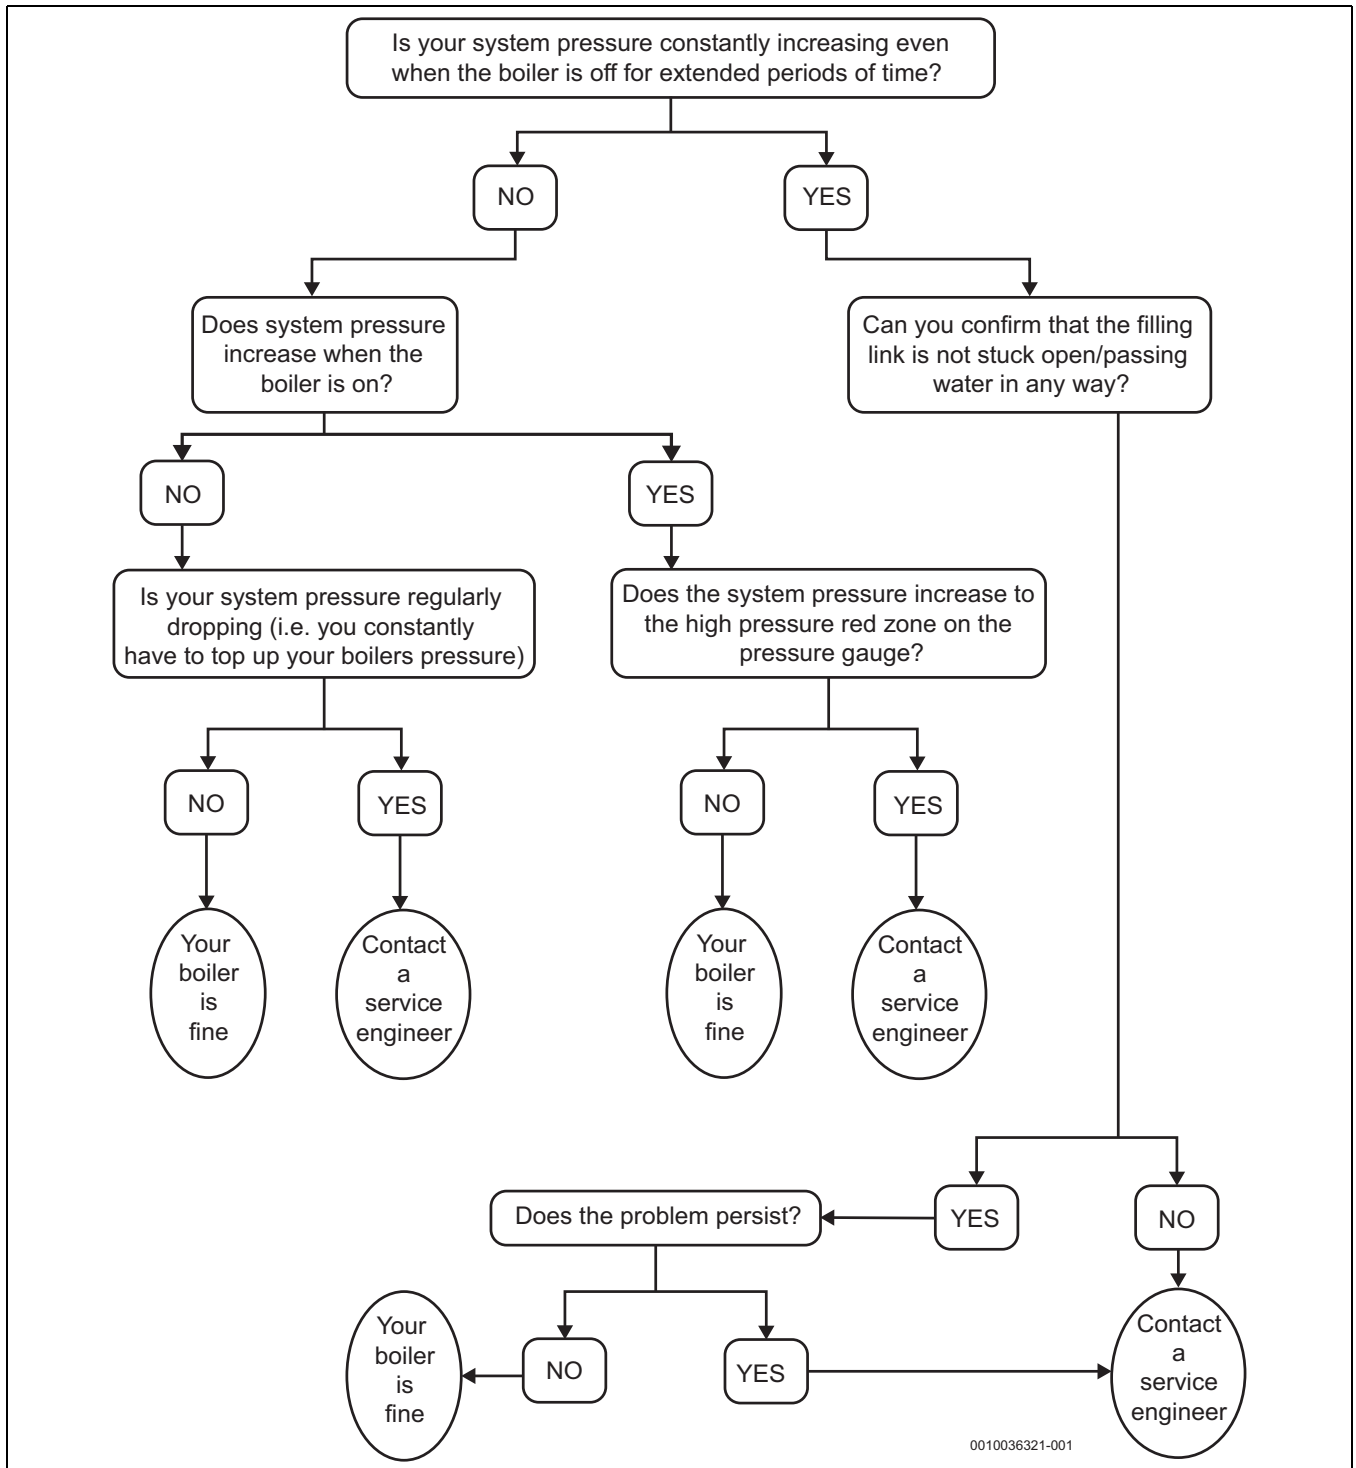 Is your system pressure constantly increasing even
when the boiler is off for extended periods of time?
NO
YES
Does system pressure
increase when the
boiler is on?
Can you confirm that the filling
link is not stuck open/passing
water in any way?
NO
YES
Is your system pressure regularly
dropping (i.e. you constantly
have to top up your boilers pressure)
Does the system pressure increase to
the high pressure red zone on the
pressure gauge?
NO
YES
NO
YES
Your
boiler
is
fine
Contact
a
service
engineer
Your
boiler
is
fine
Contact
a
service
engineer
Does the problem persist?
YES
NO
Your
boiler
is
fine
NO
YES
Contact
a
service
engineer
0010036321-001